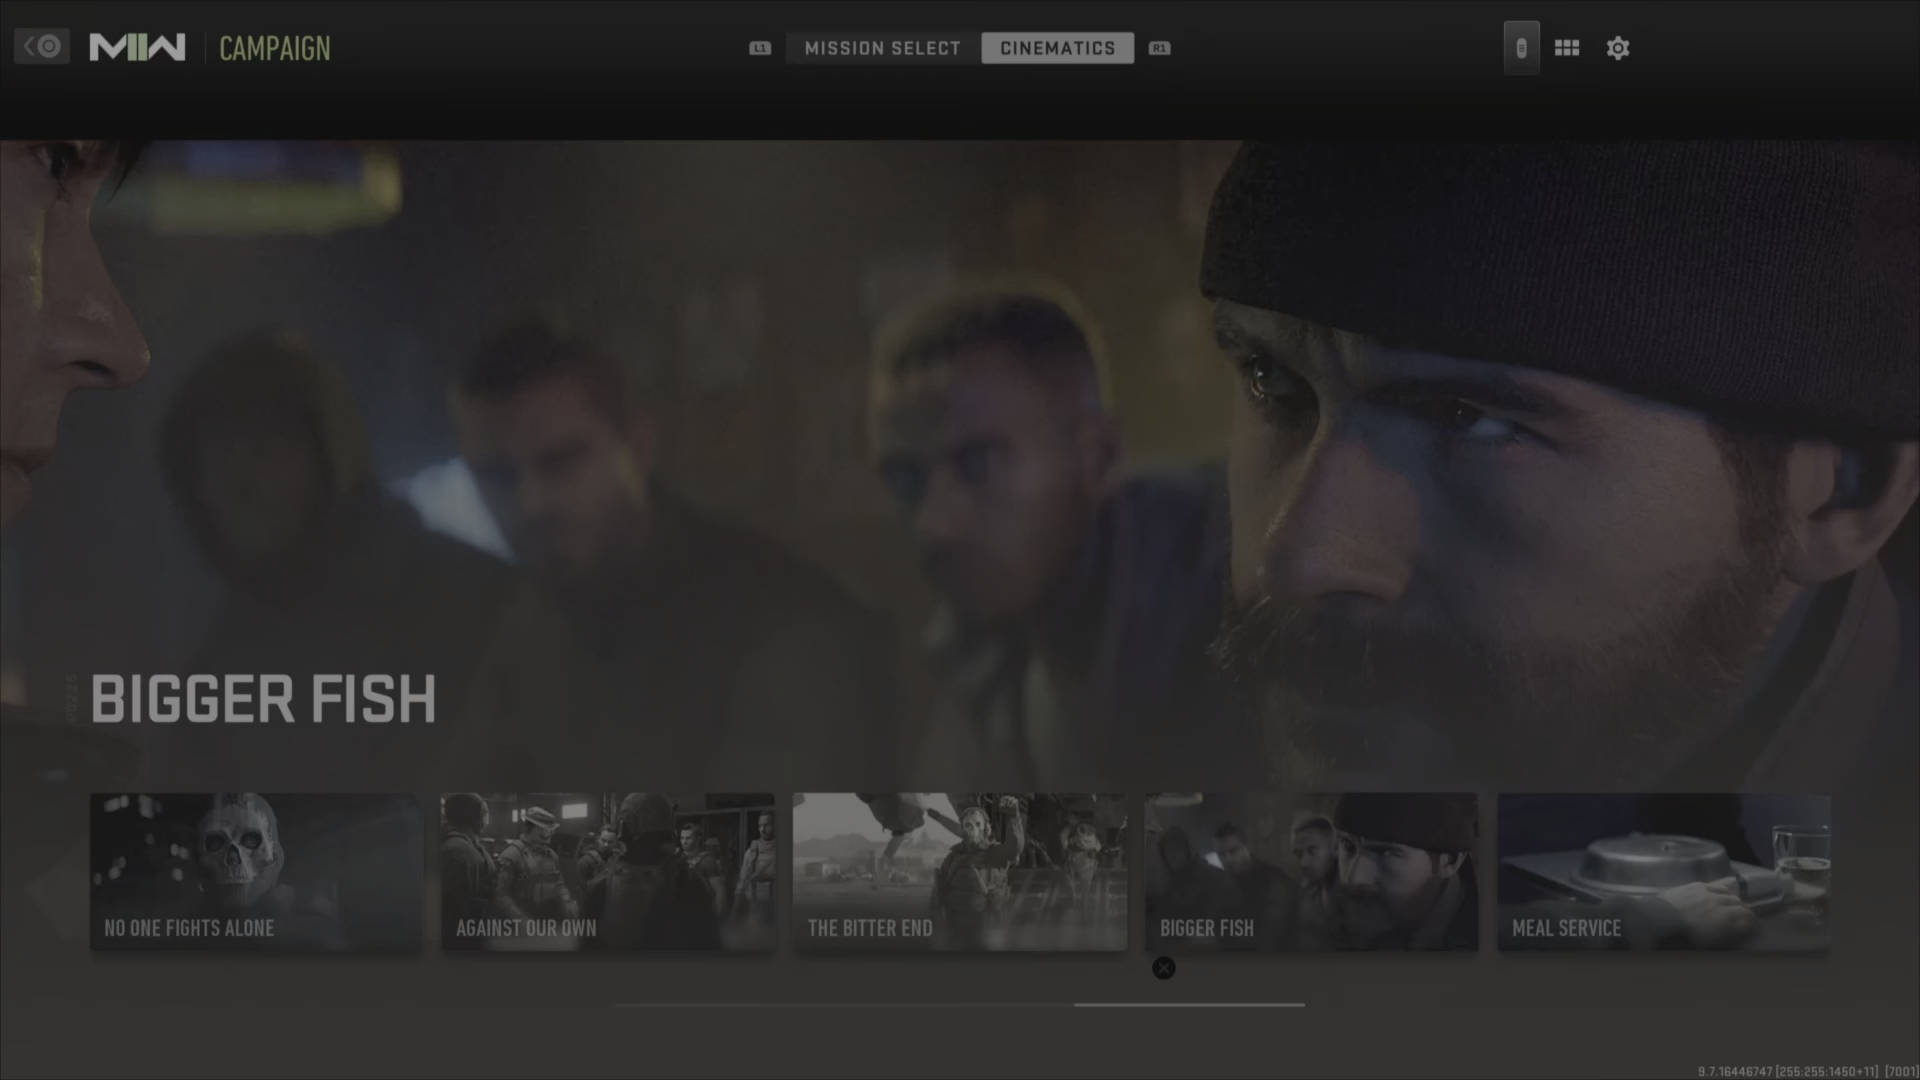 MIIW CAMPAIGN
L1 MISSION SELECT CINEMATICS R1
BIGGER FISH
NO ONE FIGHTS ALONE
AGAINST OUR OWN
THE BITTER END
BIGGER FISH
MEAL SERVICE
9.7.16446747 [255:255:1450+11] [7001]